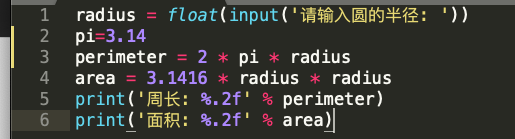 1 radius = float(input('请输入圆的半径: '))
2 pi=3.14
3 perimeter = 2 * pi * radius
4 area = 3.1416 * radius * radius
5 print('周长: %.2f' % perimeter)
6 print('面积: %.2f' % area)